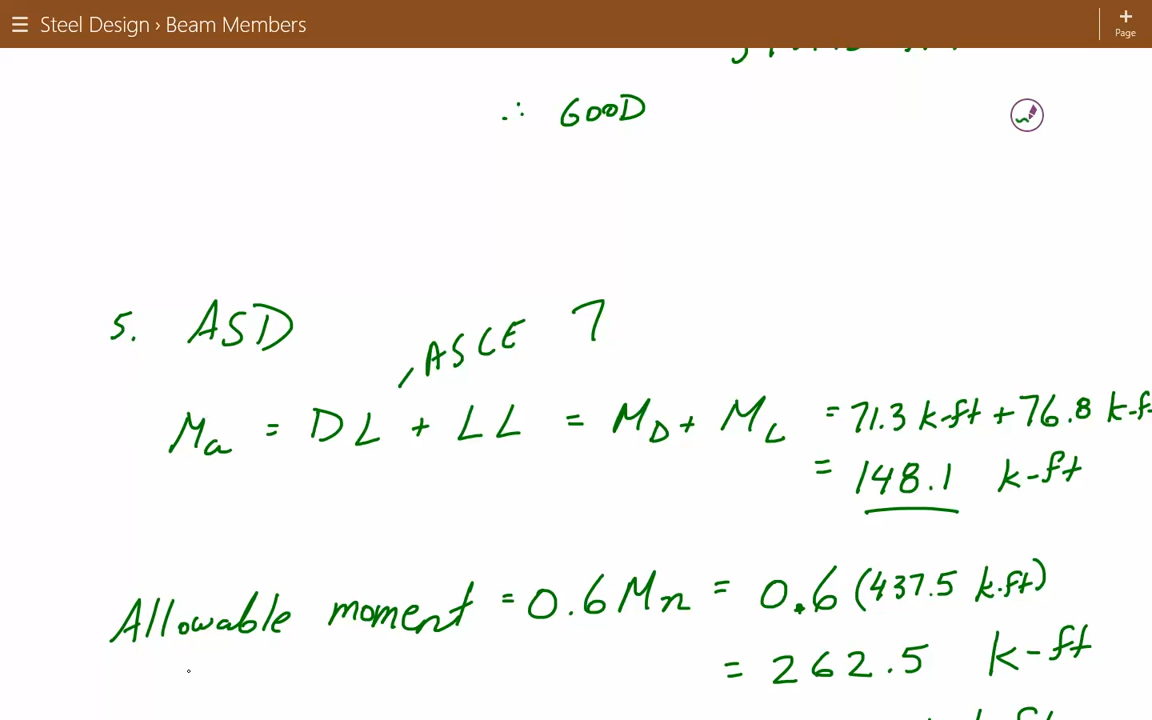 Steel Design › Beam Members
Page
∴ GOOD
5. ASD
, ASCE 7
Ma = DL + LL = MD + ML = 71.3 k-ft + 76.8 k-f
= 148.1 k-ft
Allowable moment = 0.6 Mn = 0.6 (437.5 k.ft)
= 262.5 k-ft